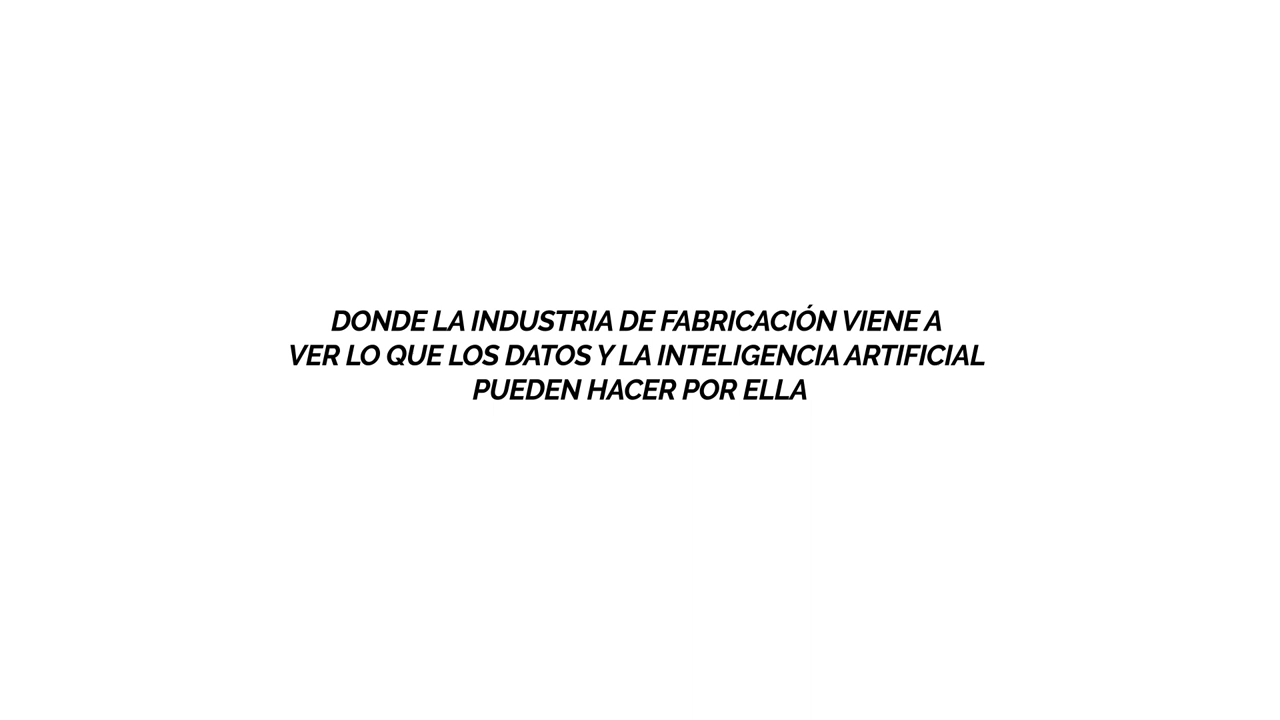 DONDE LA INDUSTRIA DE FABRICACIÓN VIENE A
VER LO QUE LOS DATOS Y LA INTELIGENCIA ARTIFICIAL
PUEDEN HACER POR ELLA